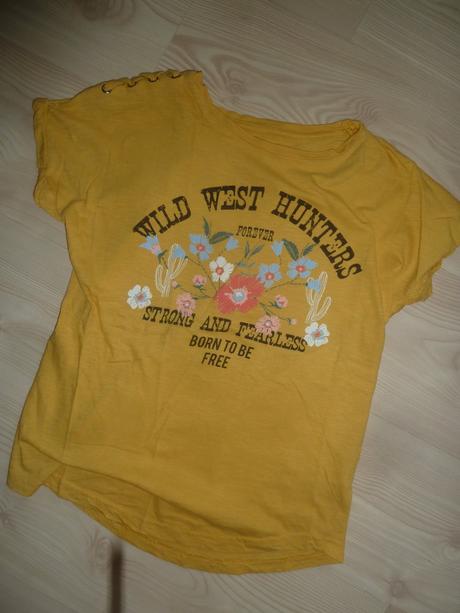 WILD WEST HUNTERS
FOREVER
STRONG AND FEARLESS
BORN TO BE
FREE